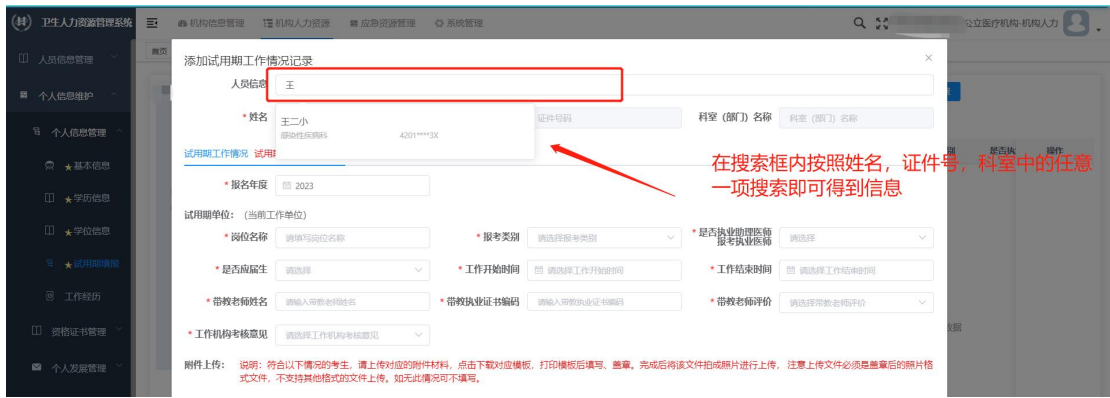 卫生人力资源管理系统
机构信息管理 机构人力资源 应急资源管理 系统管理
公立医疗机构-机构人力
首页
人员信息管理
个人信息维护
个人信息管理
★基本信息
★学历信息
★学位信息
★试用期填报
工作经历
资格证书管理
个人发展管理
添加试用期工作情况记录
×
人员信息 王
王二小
感染性疾病科 4201****3X
* 姓名
证件号码
科室(部门)名称 科室(部门)名称
试用期工作情况
在搜索框内按照姓名,证件号,科室中的任意
一项搜索即可得到信息
操作
* 报名年度 2023
试用期单位: (当前工作单位)
* 岗位名称 请填写岗位名称
* 报考类别 请选择报考类别
* 是否执业助理医师
报考执业医师 请选择
* 是否应届生 请选择
* 工作开始时间 请选择工作开始时间
* 工作结束时间 请选择工作结束时间
* 带教老师姓名 请输入带教老师姓名
* 带教执业证书编码 请输入带教执业证书编码
* 带教老师评价 请选择带教老师评价
* 工作机构考核意见 请选择工作机构考核意见
附件上传: 说明:符合以下情况的考生,请上传对应的附件材料,点击下载对应模板,打印模板后填写、盖章。完成后将该文件拍成照片进行上传,注意上传文件必须是盖章后的照片格
式文件,不支持其他格式的文件上传。如无此情况可不填写。